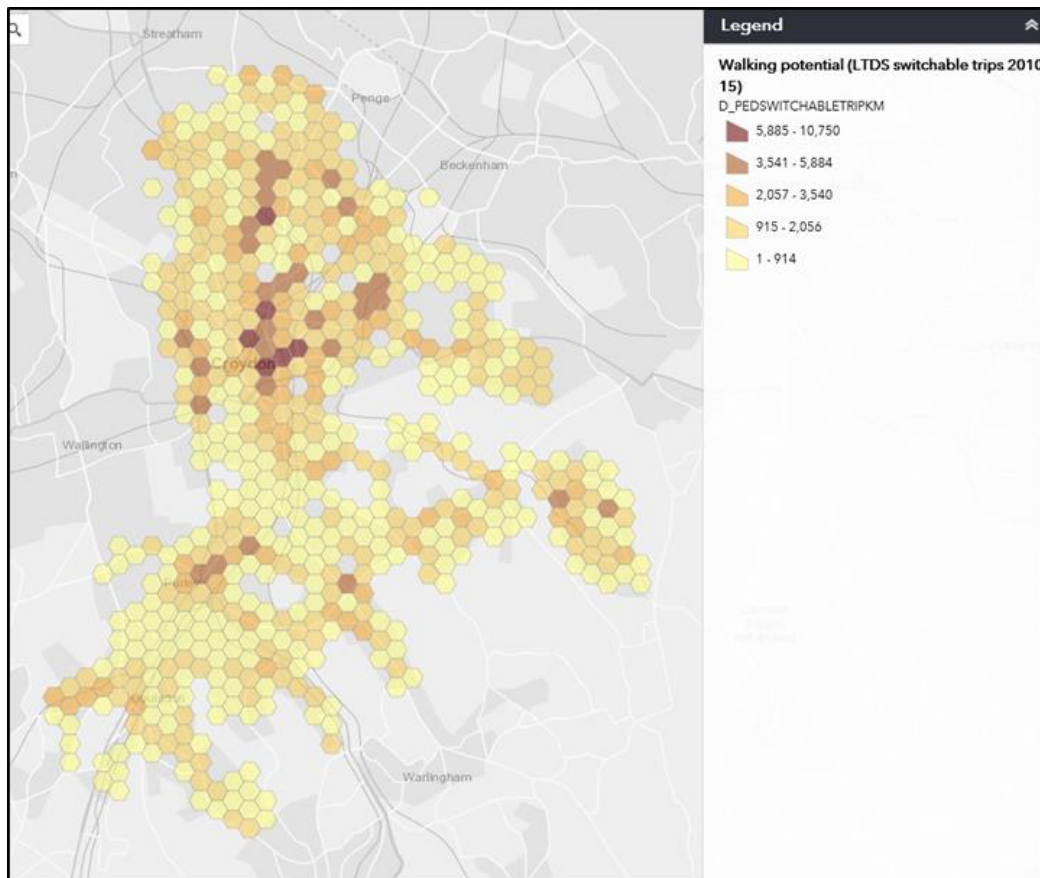 Legend
Walking potential (LTDS switchable trips 2010
15)
D_PEDSWITCHABLETRIPKM
5,885 - 10,750
3,541 - 5,884
2,057 - 3,540
915 - 2,056
1 - 914
Streatham
Penge
Beckenham
Croydon
Wallington
Warlingham